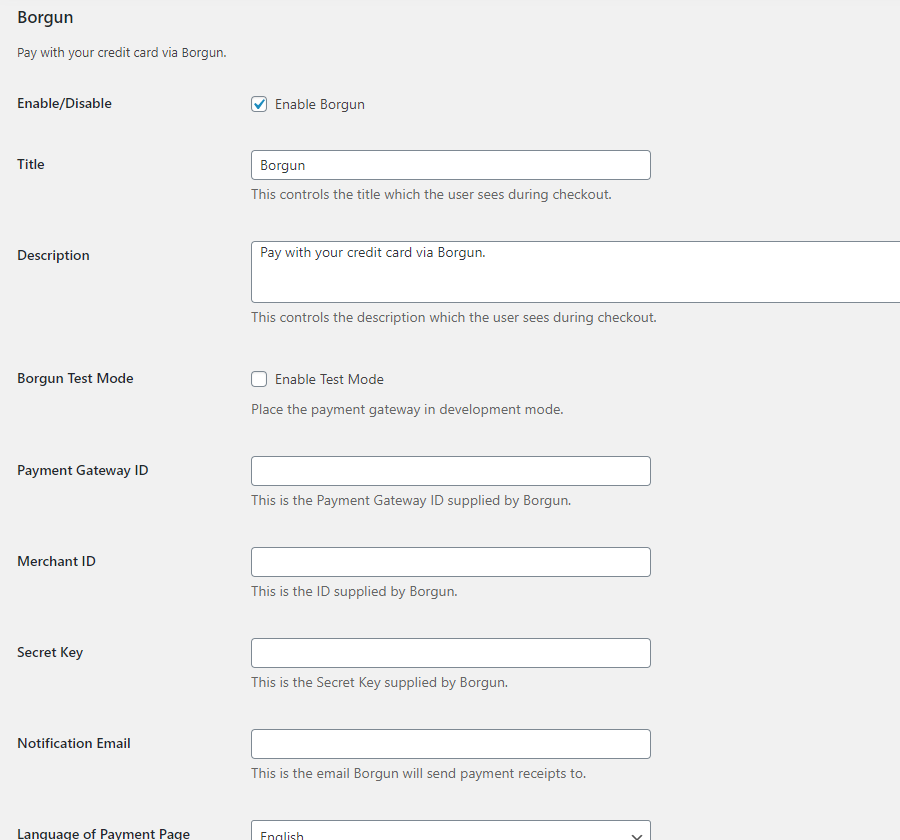 Borgun
Pay with your credit card via Borgun.
Enable/Disable
Enable Borgun
Title
Borgun
This controls the title which the user sees during checkout.
Description
Pay with your credit card via Borgun.
This controls the description which the user sees during checkout.
Borgun Test Mode
Enable Test Mode
Place the payment gateway in development mode.
Payment Gateway ID
This is the Payment Gateway ID supplied by Borgun.
Merchant ID
This is the ID supplied by Borgun.
Secret Key
This is the Secret Key supplied by Borgun.
Notification Email
This is the email Borgun will send payment receipts to.
Language of Payment Page
English